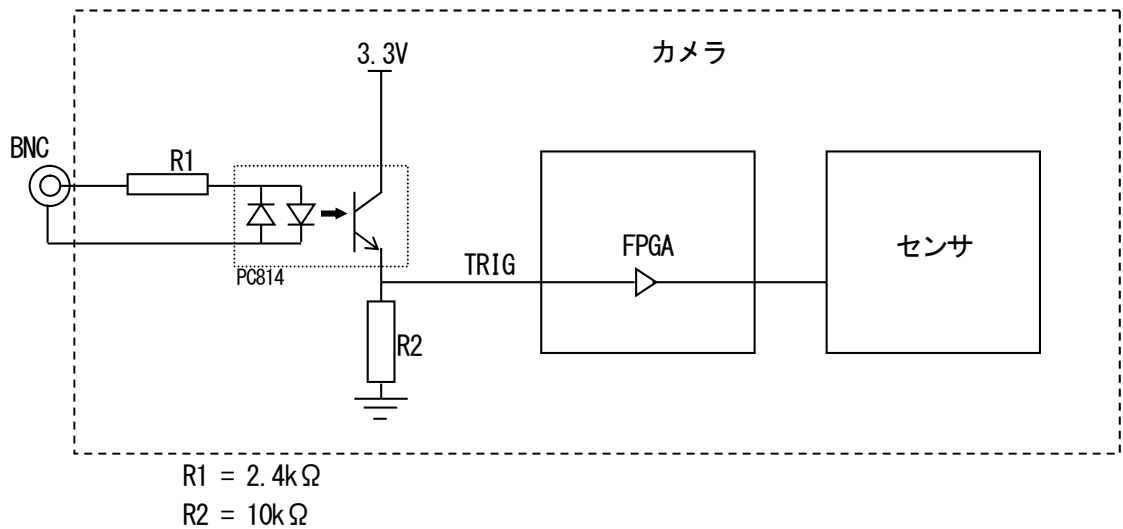 カメラ
3.3V
BNC
R1
PC814
TRIG
FPGA
センサ
R2
R1 = 2.4kΩ
R2 = 10kΩ